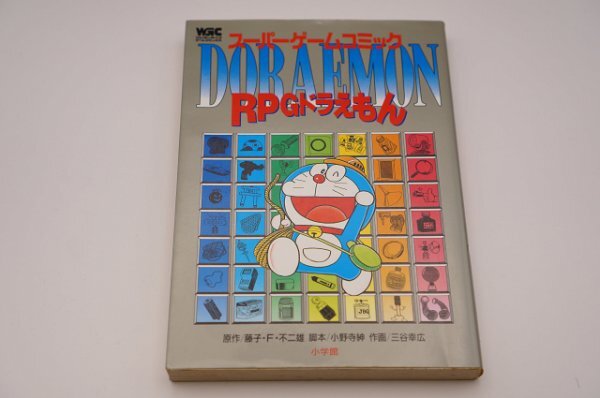 WGC
スーパーゲームコミック
DORAEMON
RPGドラえもん
原作/藤子・F・不二雄 脚本/小野寺紳 作画/三谷幸広
小学館